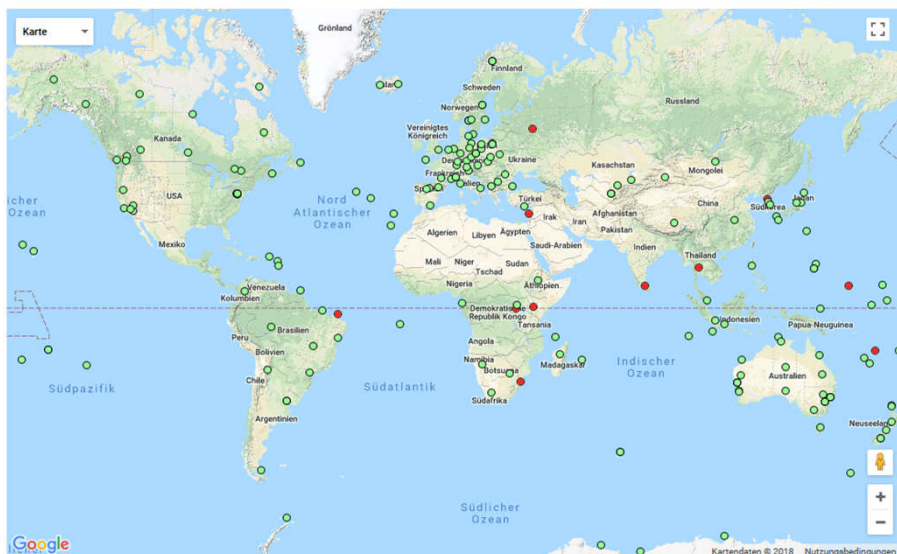 Karte
Grönland
Finnland
Schweden
Norwegen
Russland
Kanada
Vereinigtes
Königreich
Ukraine
Kasachstan
Mongolei
Frankreich
USA
Nord
Atlantischer
Ozean
Türkei
China
Südkorea
Japan
Afghanistan
Irak
Iran
Pakistan
Algerien
Libyen
Ägypten
Saudi-Arabien
Indien
Mexiko
Mali
Niger
Tschad
Sudan
Thailand
Nigeria
Äthiopien
Venezuela
Kolumbien
Demokratische
Republik Kongo
Tansania
Indonesien
Papua-Neuguinea
Brasilien
Peru
Angola
Bolivien
Namibia
Botsuana
Madagaskar
Indischer
Ozean
Australien
Chile
Südpazifik
Südatlantik
Südafrika
Argentinien
Neuseeland
Südlicher
Ozean
Google
Kartendaten © 2018
Nutzungsbedingungen